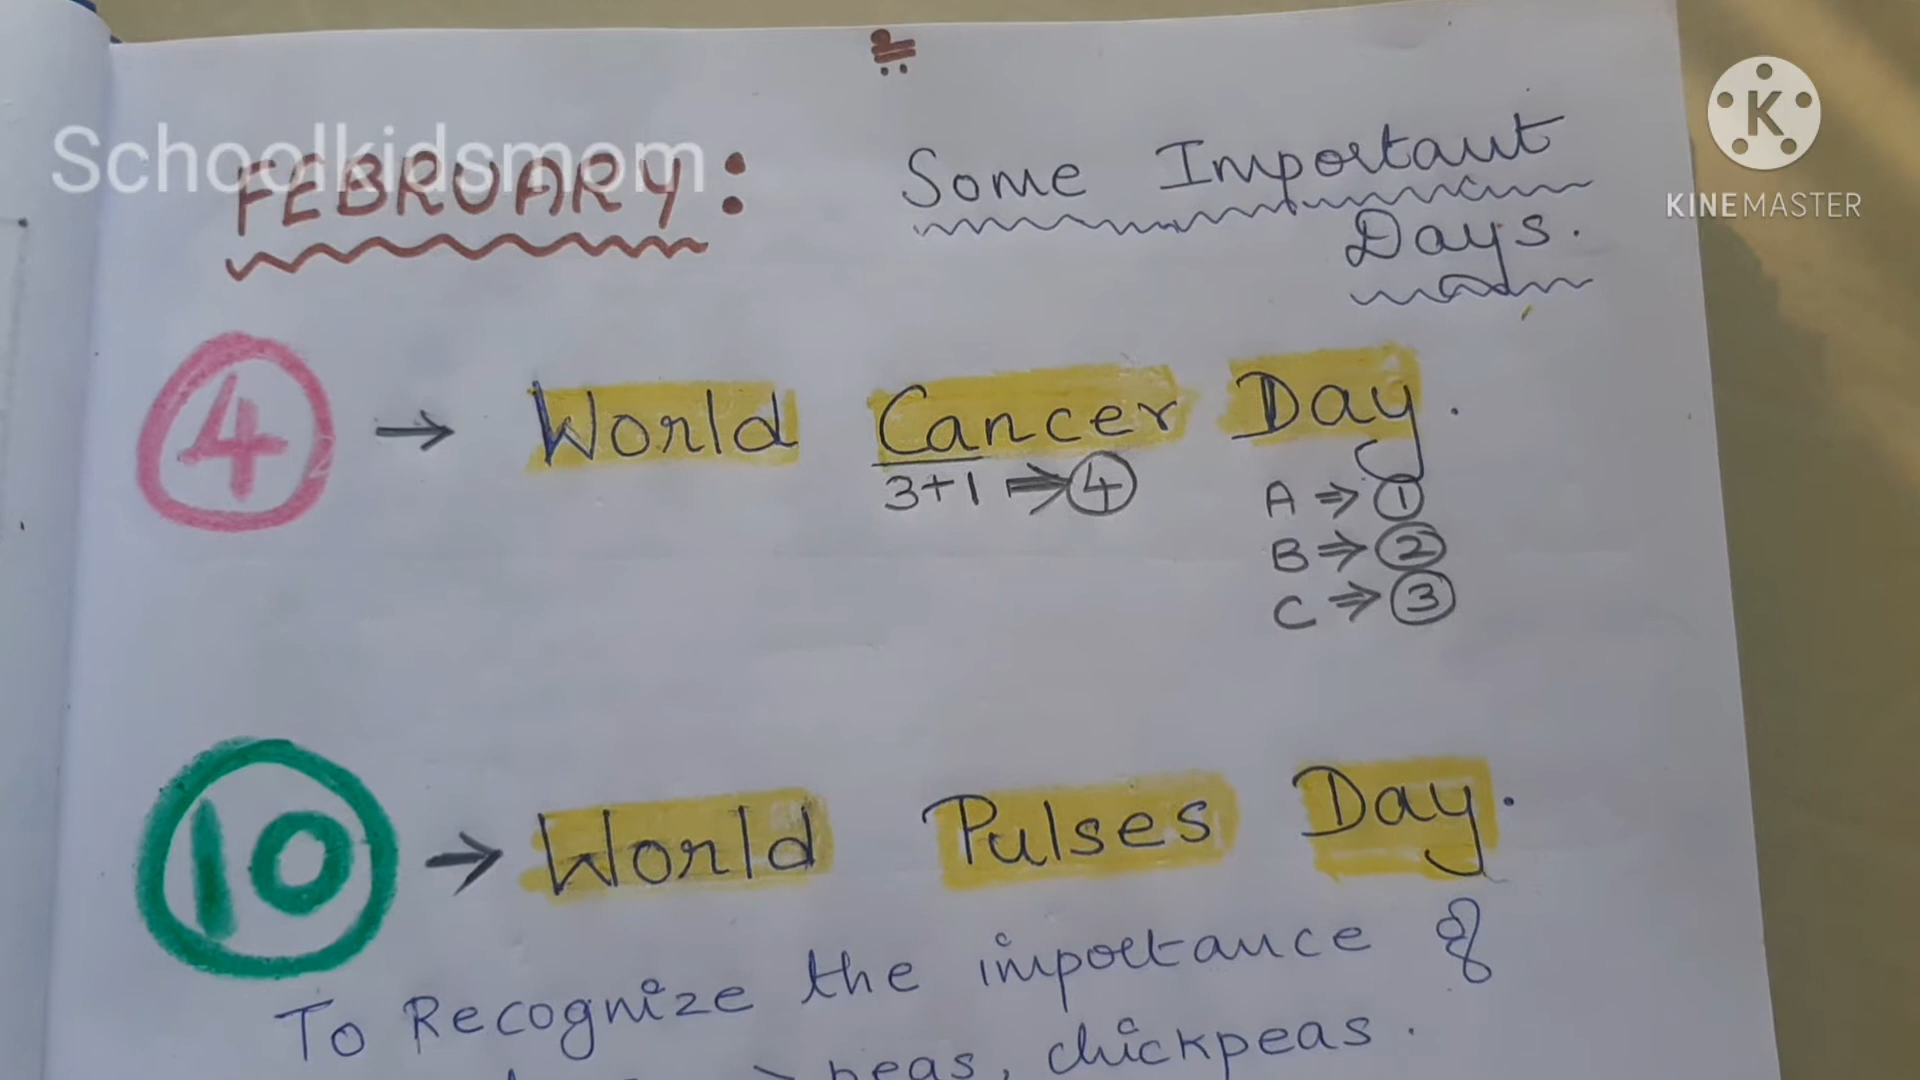 Schoolkidsmom
FEBRUARY:
Some Important
Days.
K
KINEMASTER
4 → World Cancer Day.
3+1 ⇒ 4
A ⇒ 1
B ⇒ 2
C ⇒ 3
10 → World Pulses Day.
To Recognize the importance of
peas, chickpeas.